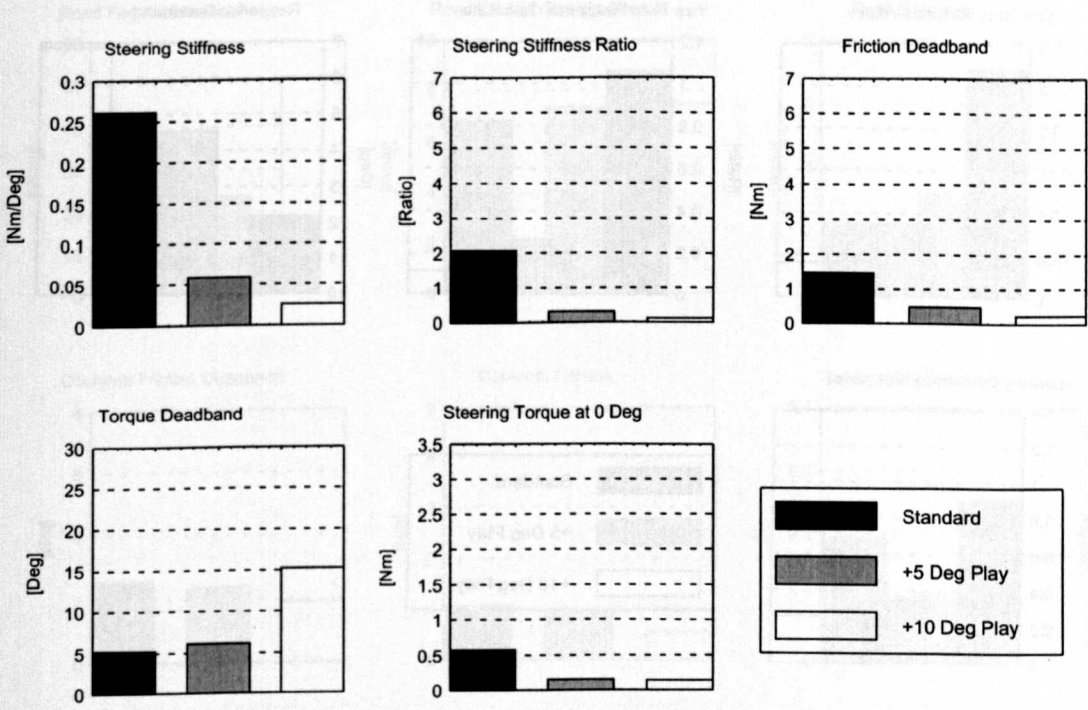 Steering Stiffness
[Nm/Deg]
0.3
0.25
0.2
0.15
0.1
0.05
0
Steering Stiffness Ratio
[Ratio]
7
6
5
4
3
2
1
0
Friction Deadband
[Nm]
7
6
5
4
3
2
1
0
Torque Deadband
[Deg]
30
25
20
15
10
5
0
Steering Torque at 0 Deg
[Nm]
3.5
3
2.5
2
1.5
1
0.5
0
Standard
+5 Deg Play
+10 Deg Play